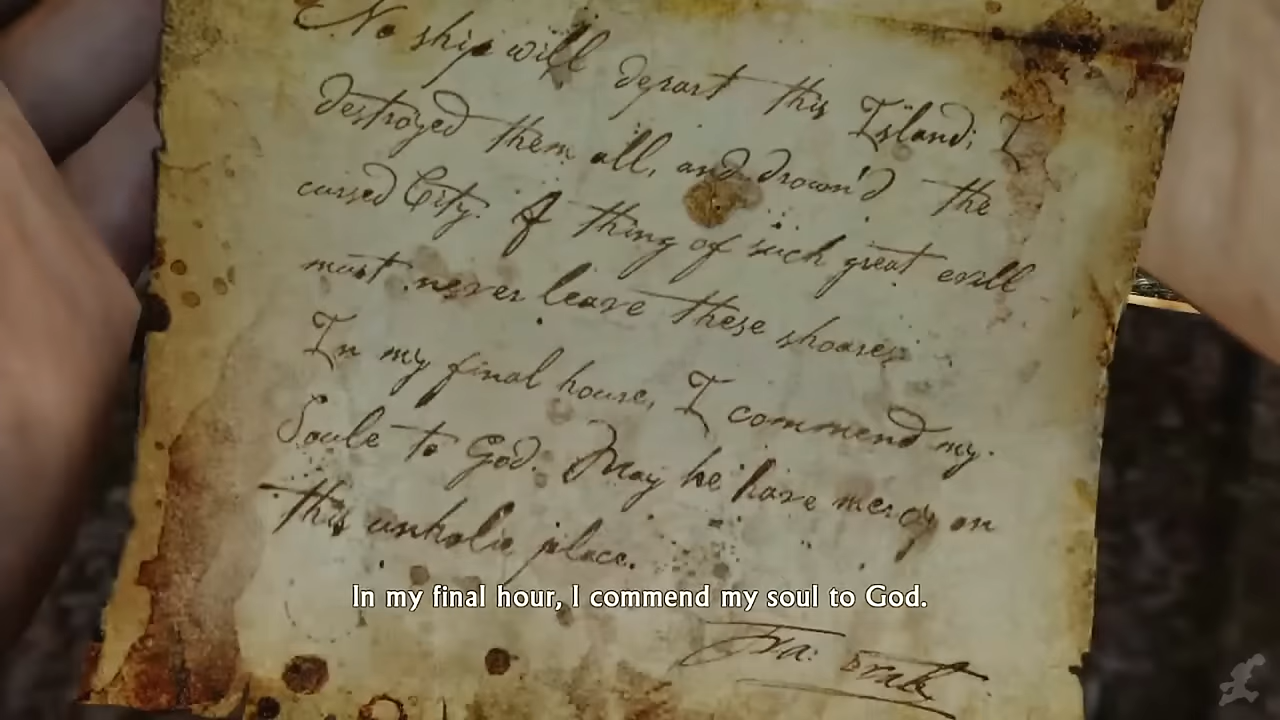 No ship will depart this Island; I
destroyed them all, and drown'd the
cursed City. A thing of such great evill
must never leave these shoares.
In my final houre, I commend my
Soule to God. May he have mercy on
this unholie place.
In my final hour, I commend my soul to God.
Fra: Drake